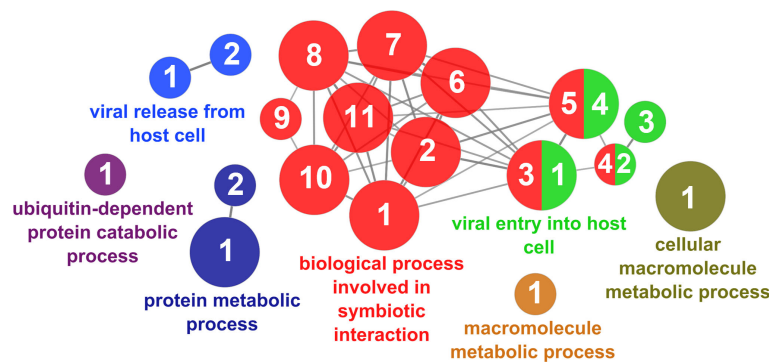 8
7
2
1
6
5 4
viral release from
host cell
9
11
3
2
4 2
1
10
3 1
1
2
1
ubiquitin-dependent
protein catabolic
process
viral entry into host
cell
1
cellular
macromolecule
metabolic process
biological process
involved in
symbiotic
interaction
protein metabolic
process
1
macromolecule
metabolic process